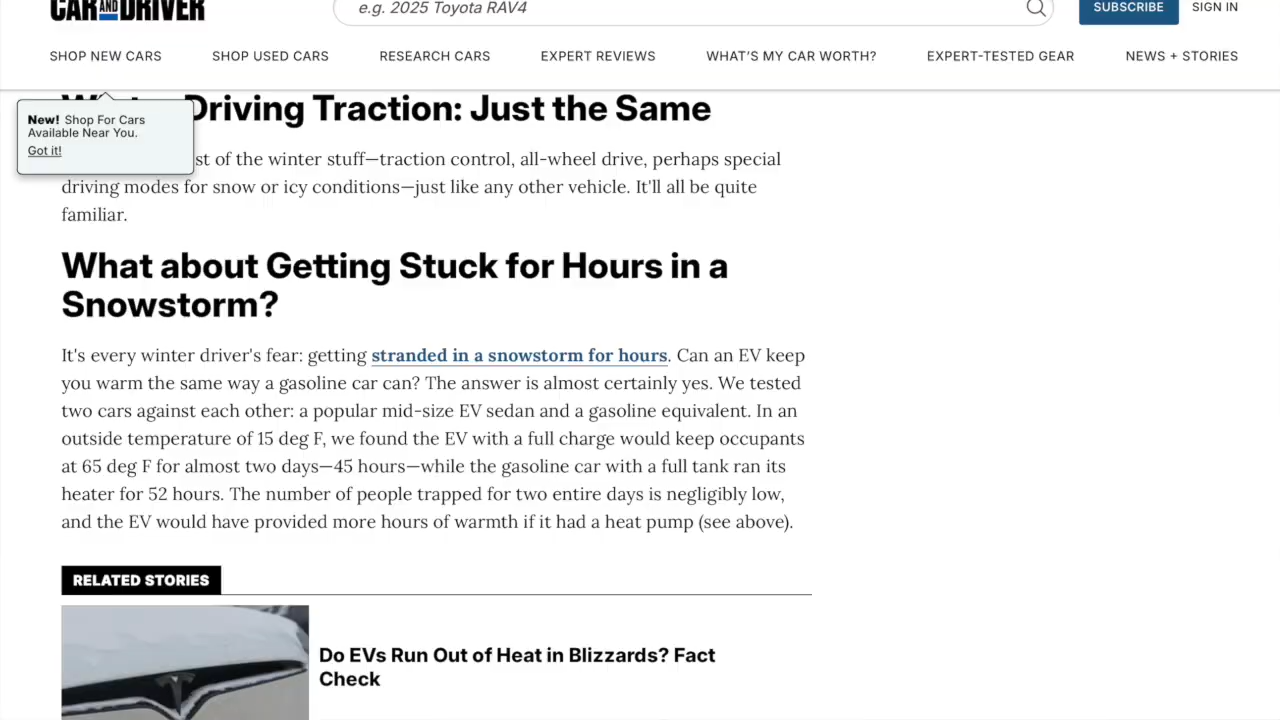 CAR AND DRIVER
e.g. 2025 Toyota RAV4
SUBSCRIBE
SIGN IN
SHOP NEW CARS
SHOP USED CARS
RESEARCH CARS
EXPERT REVIEWS
WHAT'S MY CAR WORTH?
EXPERT-TESTED GEAR
NEWS + STORIES
New! Shop For Cars
Available Near You.
Got it!
Driving Traction: Just the Same
of the winter stuff—traction control, all-wheel drive, perhaps special
driving modes for snow or icy conditions—just like any other vehicle. It'll all be quite
familiar.
What about Getting Stuck for Hours in a
Snowstorm?
It's every winter driver's fear: getting stranded in a snowstorm for hours. Can an EV keep
you warm the same way a gasoline car can? The answer is almost certainly yes. We tested
two cars against each other: a popular mid-size EV sedan and a gasoline equivalent. In an
outside temperature of 15 deg F, we found the EV with a full charge would keep occupants
at 65 deg F for almost two days—45 hours—while the gasoline car with a full tank ran its
heater for 52 hours. The number of people trapped for two entire days is negligibly low,
and the EV would have provided more hours of warmth if it had a heat pump (see above).
RELATED STORIES
Do EVs Run Out of Heat in Blizzards? Fact
Check